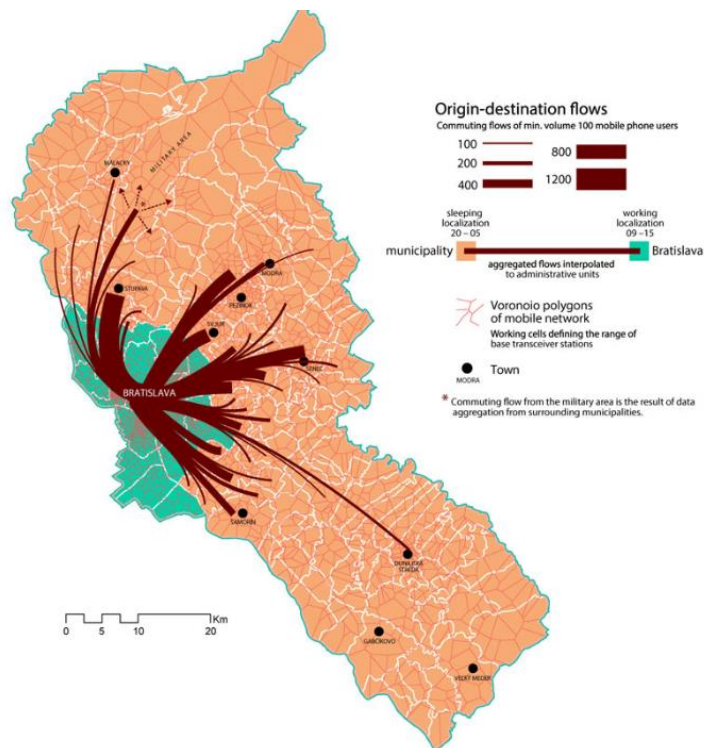 Origin-destination flows
Commuting flows of min. volume 100 mobile phone users
100
200
400
800
1200
sleeping
localization
20 – 05
working
localization
09 – 15
municipality
Bratislava
aggregated flows interpolated
to administrative units
Voronoio polygons
of mobile network
Working cells defining the range of
base transceiver stations
Town
MODRA
* Commuting flow from the military area is the result of data
aggregation from surrounding municipalities.
MALACKY
MILITARY AREA
*
STUPAVA
MODRA
PEZINOK
SV.JUR
SENEC
BRATISLAVA
ŠAMORÍN
DUNAJSKÁ
STREDA
GABČÍKOVO
VEĽKÝ MEDER
Km
0 5 10 20